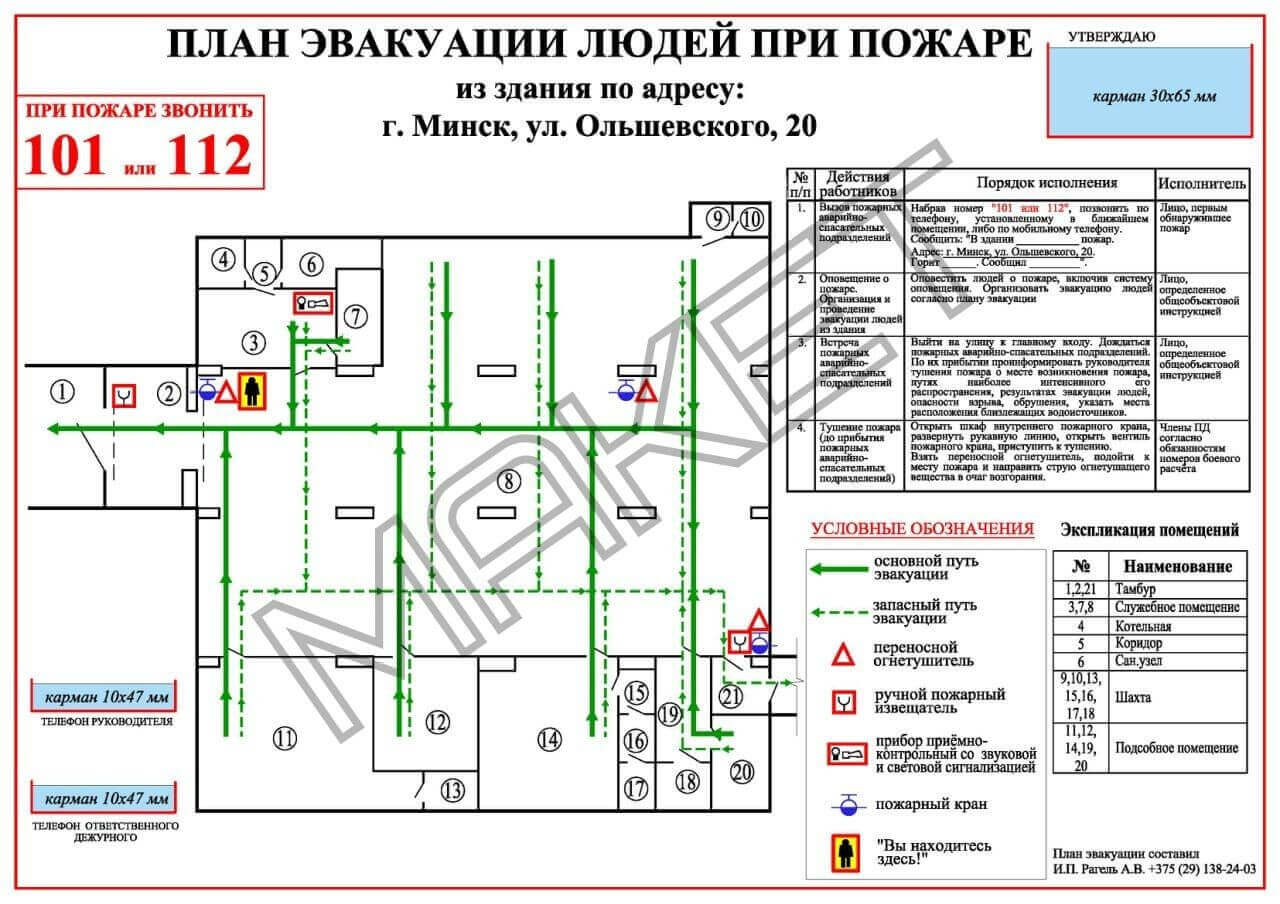 ПЛАН ЭВАКУАЦИИ ЛЮДЕЙ ПРИ ПОЖАРЕ
из здания по адресу:
г. Минск, ул. Ольшевского, 20
УТВЕРЖДАЮ
карман 30х65 мм
ПРИ ПОЖАРЕ ЗВОНИТЬ
101 или 112
№ п/п Действия работников Порядок исполнения Исполнитель
1. Вызов пожарных
аварийно-
спасательных
подразделений
Набрав номер "101 или 112", позвонить по
телефону, установленному в ближайшем
помещении, либо по мобильному телефону.
Сообщить: "В здании ___________ пожар.
Адрес: г. Минск, ул. Ольшевского, 20.
Горит ______. Сообщил _________".
Лицо, первым
обнаружившее
пожар
2. Оповещение о
пожаре.
Организация и
проведение
эвакуации людей
из здания
Оповестить людей о пожаре, включив систему
оповещения. Организовать эвакуацию людей
согласно плану эвакуации
Лицо,
определенное
общеобъектовой
инструкцией
3. Встреча
пожарных
аварийно-
спасательных
подразделений
Выйти на улицу к главному входу. Дождаться
пожарных аварийно-спасательных подразделений.
По их прибытии проинформировать руководителя
тушения пожара о месте возникновения пожара,
путях наиболее интенсивного его
распространения, результатах эвакуации людей,
опасности взрыва, обрушения, указать места
расположения близлежащих водоисточников.
Лицо,
определенное
общеобъектовой
инструкцией
4. Тушение пожара
(до прибытия
пожарных
аварийно-
спасательных
подразделений)
Открыть шкаф внутреннего пожарного крана,
развернуть рукавную линию, открыть вентиль
пожарного крана, приступить к тушению.
Взять переносной огнетушитель, подойти к
месту пожара и направить струю огнетушащего
вещества в очаг возгорания.
Члены ПД
согласно
обязанностям
номеров боевого
расчёта
9 10
4 5 6
7
3
1 2
8
11 12 13 14 15 16 17 18 19 20 21
МАКЕТ
карман 10х47 мм
ТЕЛЕФОН РУКОВОДИТЕЛЯ
карман 10х47 мм
ТЕЛЕФОН ОТВЕТСТВЕННОГО
ДЕЖУРНОГО
УСЛОВНЫЕ ОБОЗНАЧЕНИЯ
основной путь
эвакуации
запасный путь
эвакуации
переносной
огнетушитель
ручной пожарный
извещатель
прибор приёмно-
контрольный со звуковой
и световой сигнализацией
пожарный кран
"Вы находитесь
здесь!"
Экспликация помещений
№ Наименование
1,2,21 Тамбур
3,7,8 Служебное помещение
4 Котельная
5 Коридор
6 Сан.узел
9,10,13,
15,16,
17,18
Шахта
11,12,
14,19,
20
Подсобное помещение
План эвакуации составил
И.П. Рагель А.В. +375 (29) 138-24-03